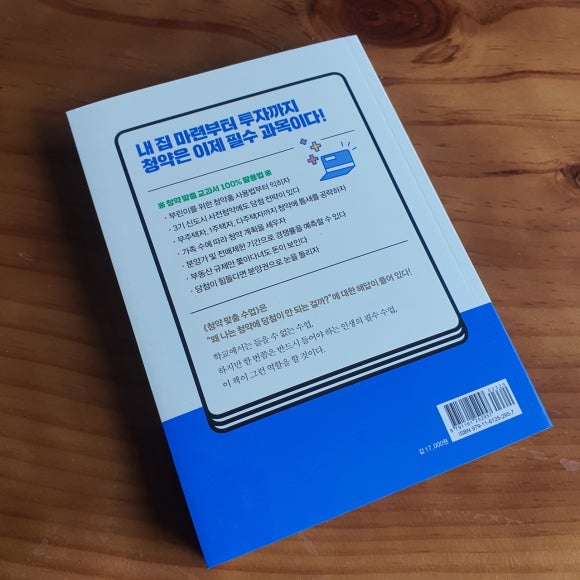 내 집 마련부터 투자까지
청약은 이제 필수 과목이다!
※ 청약 맞춤 교과서 100% 활용법 ※
• 부린이를 위한 청약홈 사용법부터 익히자
• 3기 신도시 사전청약에도 당첨 전략이 있다
• 무주택자, 1주택자, 다주택자까지 청약에 틈새를 공략하자
• 가족 수에 따라 청약 계획을 세우자
• 분양가 및 전매제한 기간으로 경쟁률을 예측할 수 있다
• 부동산 규제만 좇아다녀도 돈이 보인다
• 당첨이 힘들다면 분양권으로 눈을 돌리자
《청약 맞춤 수업》은
"왜 나는 청약에 당첨이 안 되는 걸까?"에 대한 해답이 들어 있다!
학교에서는 들을 수 없는 수업,
하지만 한 번쯤은 반드시 들어야 하는 인생의 필수 수업,
이 책이 그런 역할을 할 것이다.
03320
ISBN 979-11-6125-295-7
값 17,000원